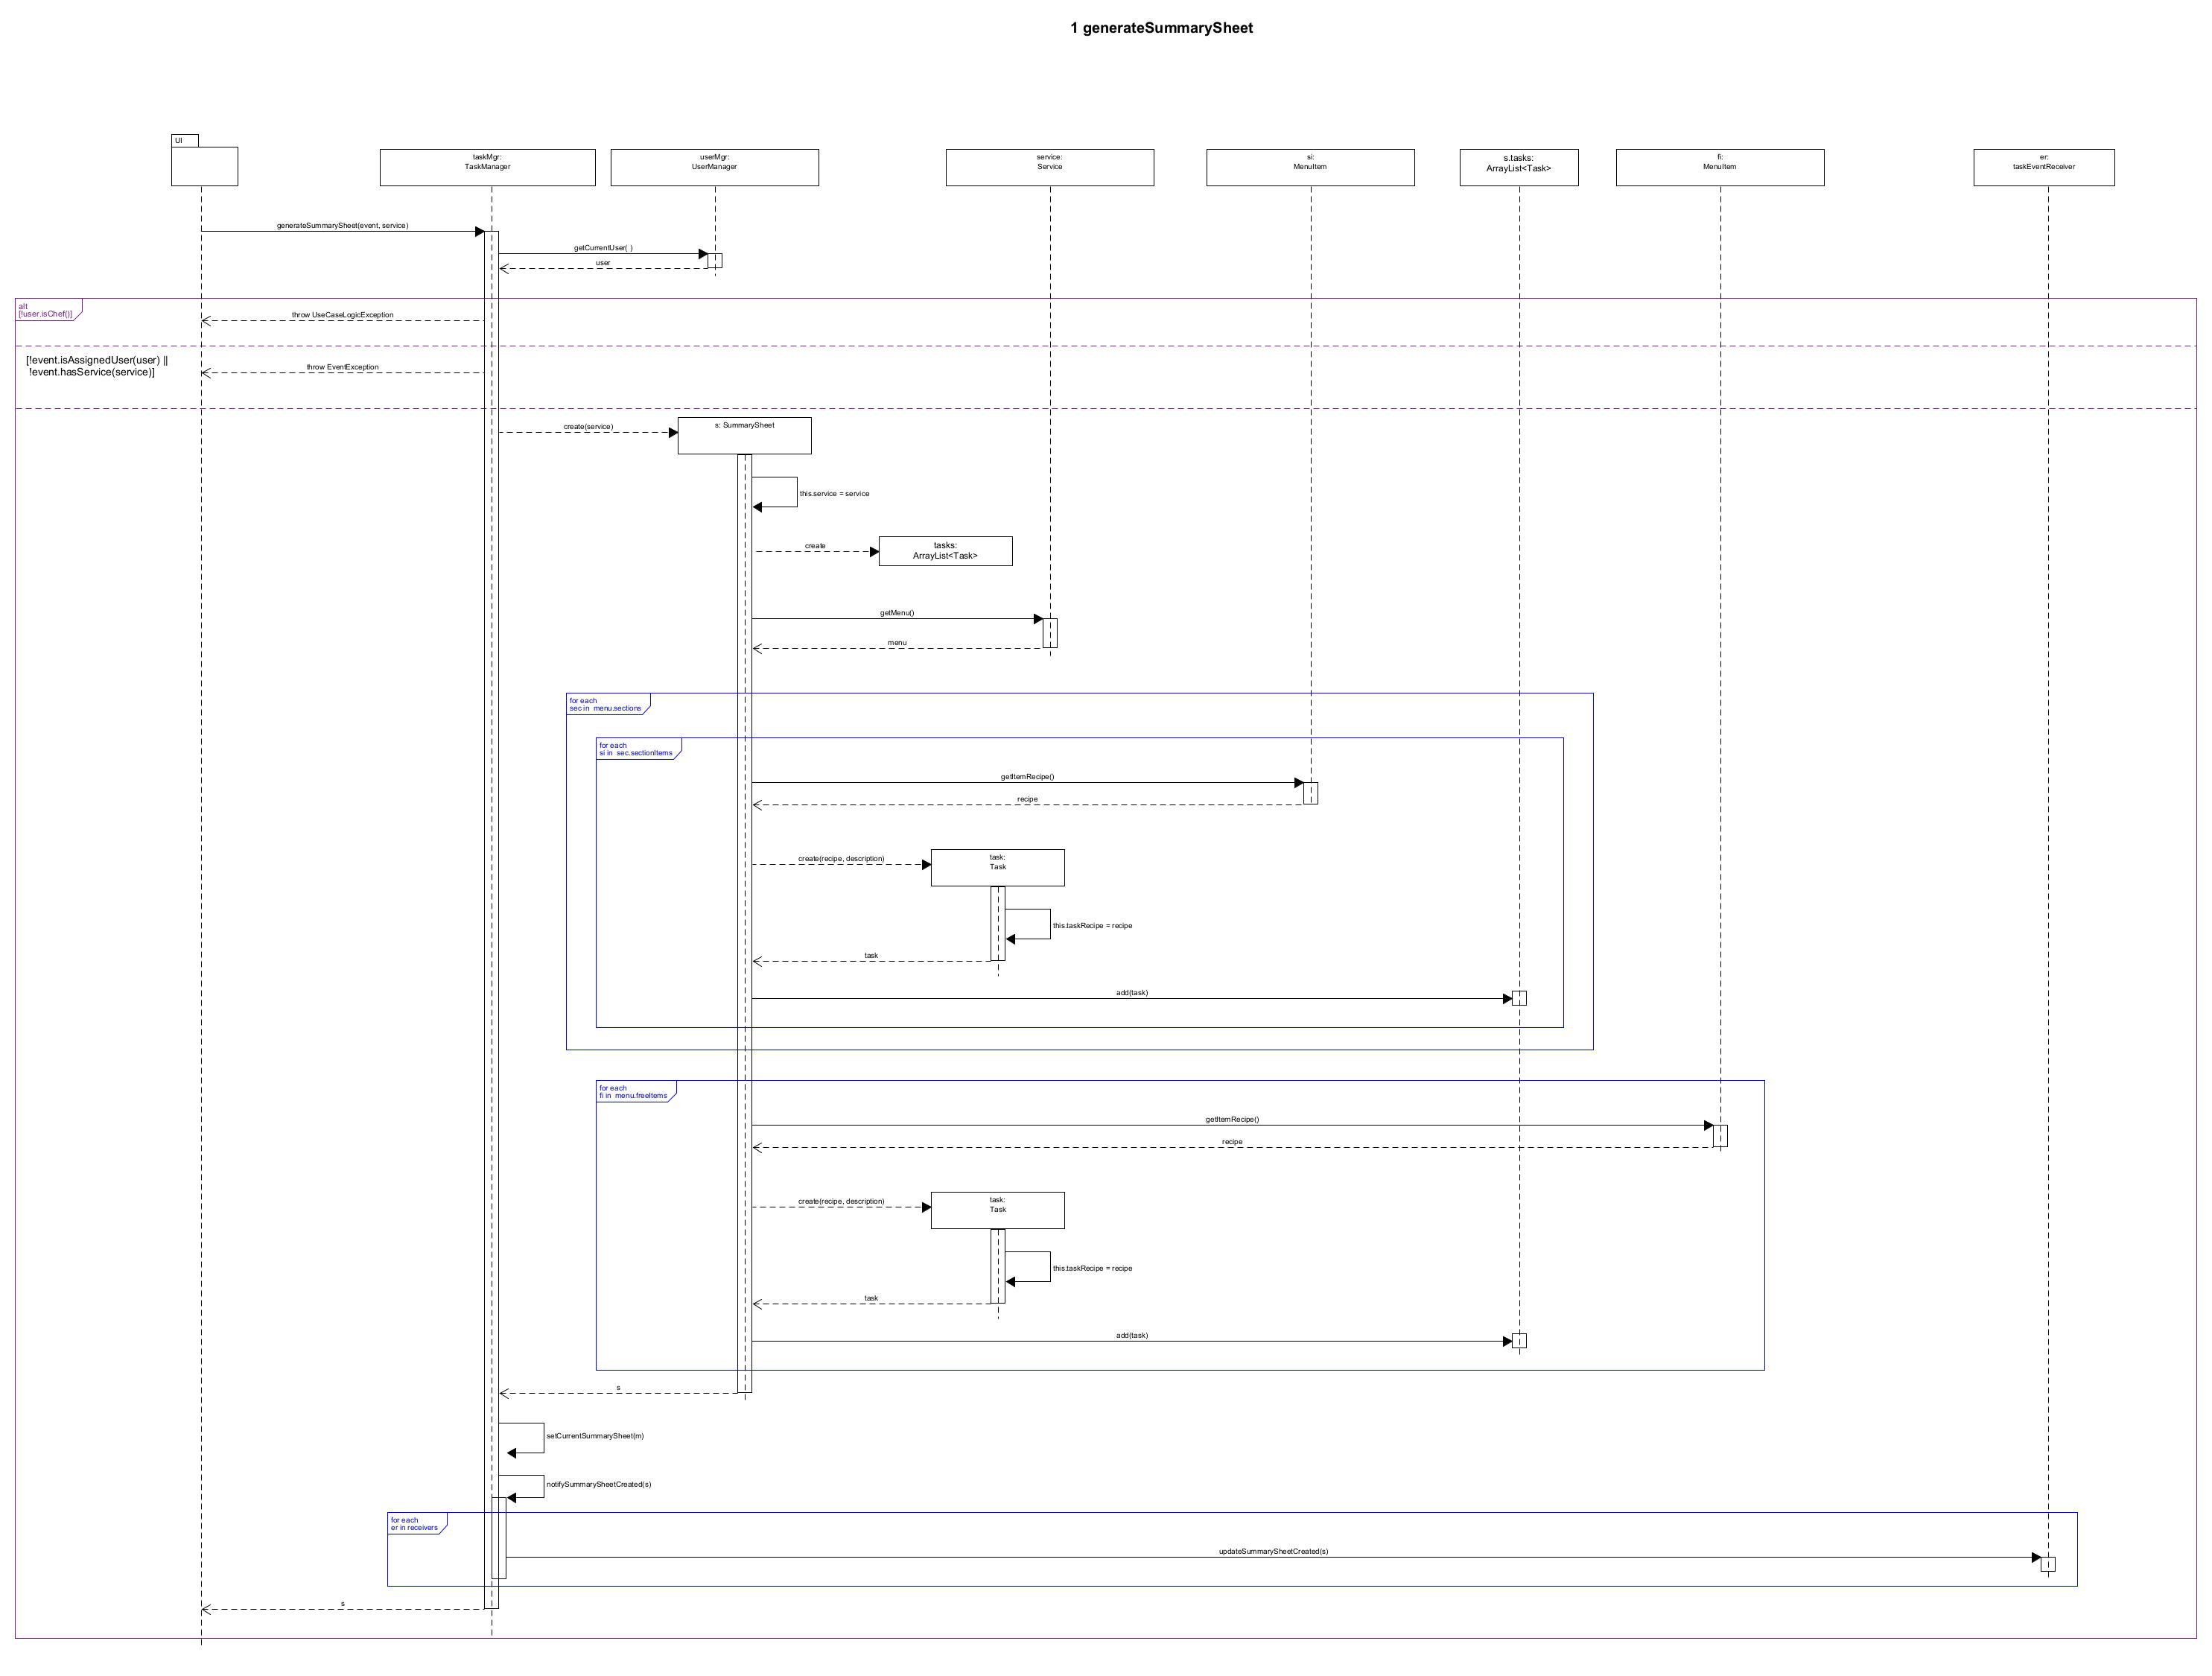 1 generateSummarySheet
UI
taskMgr:
TaskManager
userMgr:
UserManager
service:
Service
si:
MenuItem
s.tasks:
ArrayList<Task>
fi:
MenuItem
er:
taskEventReceiver
generateSummarySheet(event, service)
getCurrentUser( )
user
alt
[!user.isChef()]
throw UseCaseLogicException
[!event.isAssignedUser(user) ||
!event.hasService(service)]
throw EventException
create(service)
s: SummarySheet
this.service = service
create
tasks:
ArrayList<Task>
getMenu()
menu
for each
sec in menu.sections
for each
si in sec.sectionItems
getItemRecipe()
recipe
create(recipe, description)
task:
Task
this.taskRecipe = recipe
task
add(task)
for each
fi in menu.freeItems
getItemRecipe()
recipe
create(recipe, description)
task:
Task
this.taskRecipe = recipe
task
add(task)
s
setCurrentSummarySheet(m)
notifySummarySheetCreated(s)
for each
er in receivers
updateSummarySheetCreated(s)
s